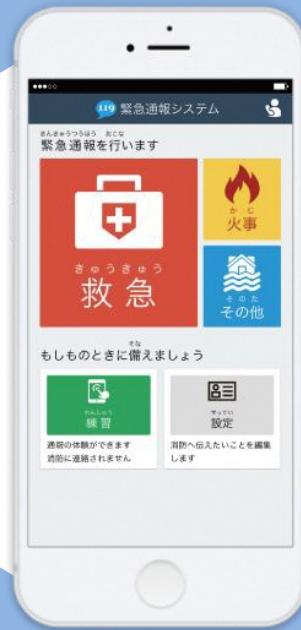 119 緊急通報システム
きんきゅうつうほう おこな
緊急通報を行います
きゅうきゅう
救急
かじ
火事
そのた
その他
そな
もしものときに備えましょう
れんしゅう
練習
せってい
設定
通報の体験ができます
消防に連絡されません
消防へ伝えたいことを編集
します